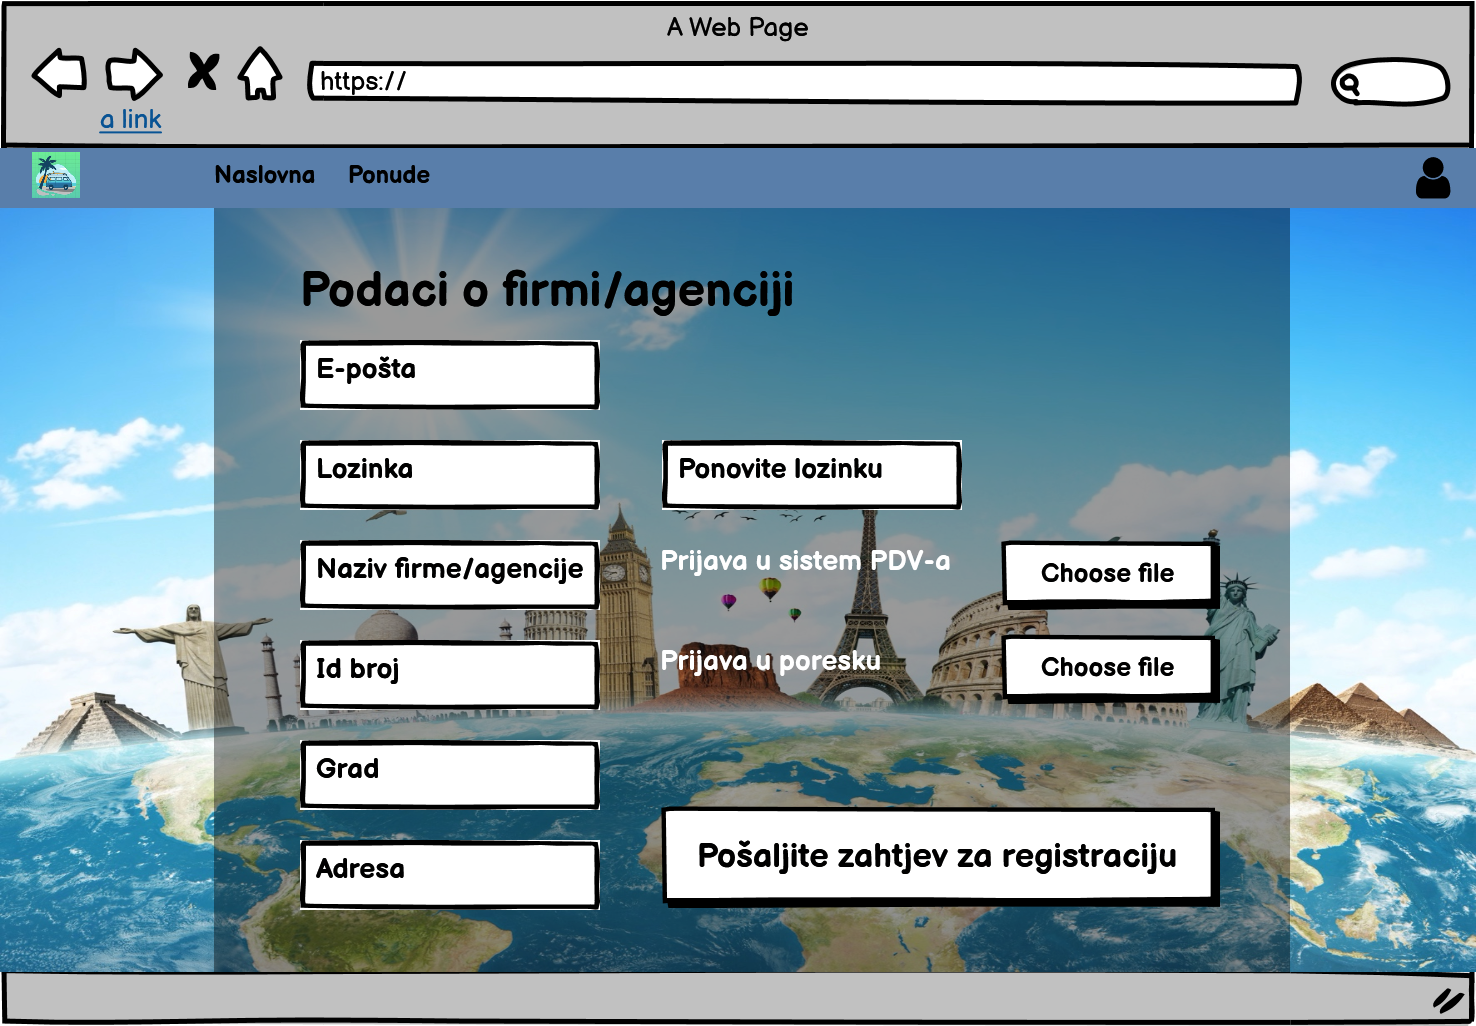 A Web Page
https://
a link
Naslovna Ponude
Podaci o firmi/agenciji
E-pošta
Lozinka
Ponovite lozinku
Naziv firme/agencije
Prijava u sistem PDV-a
Choose file
Id broj
Prijava u poresku
Choose file
Grad
Adresa
Pošaljite zahtjev za registraciju